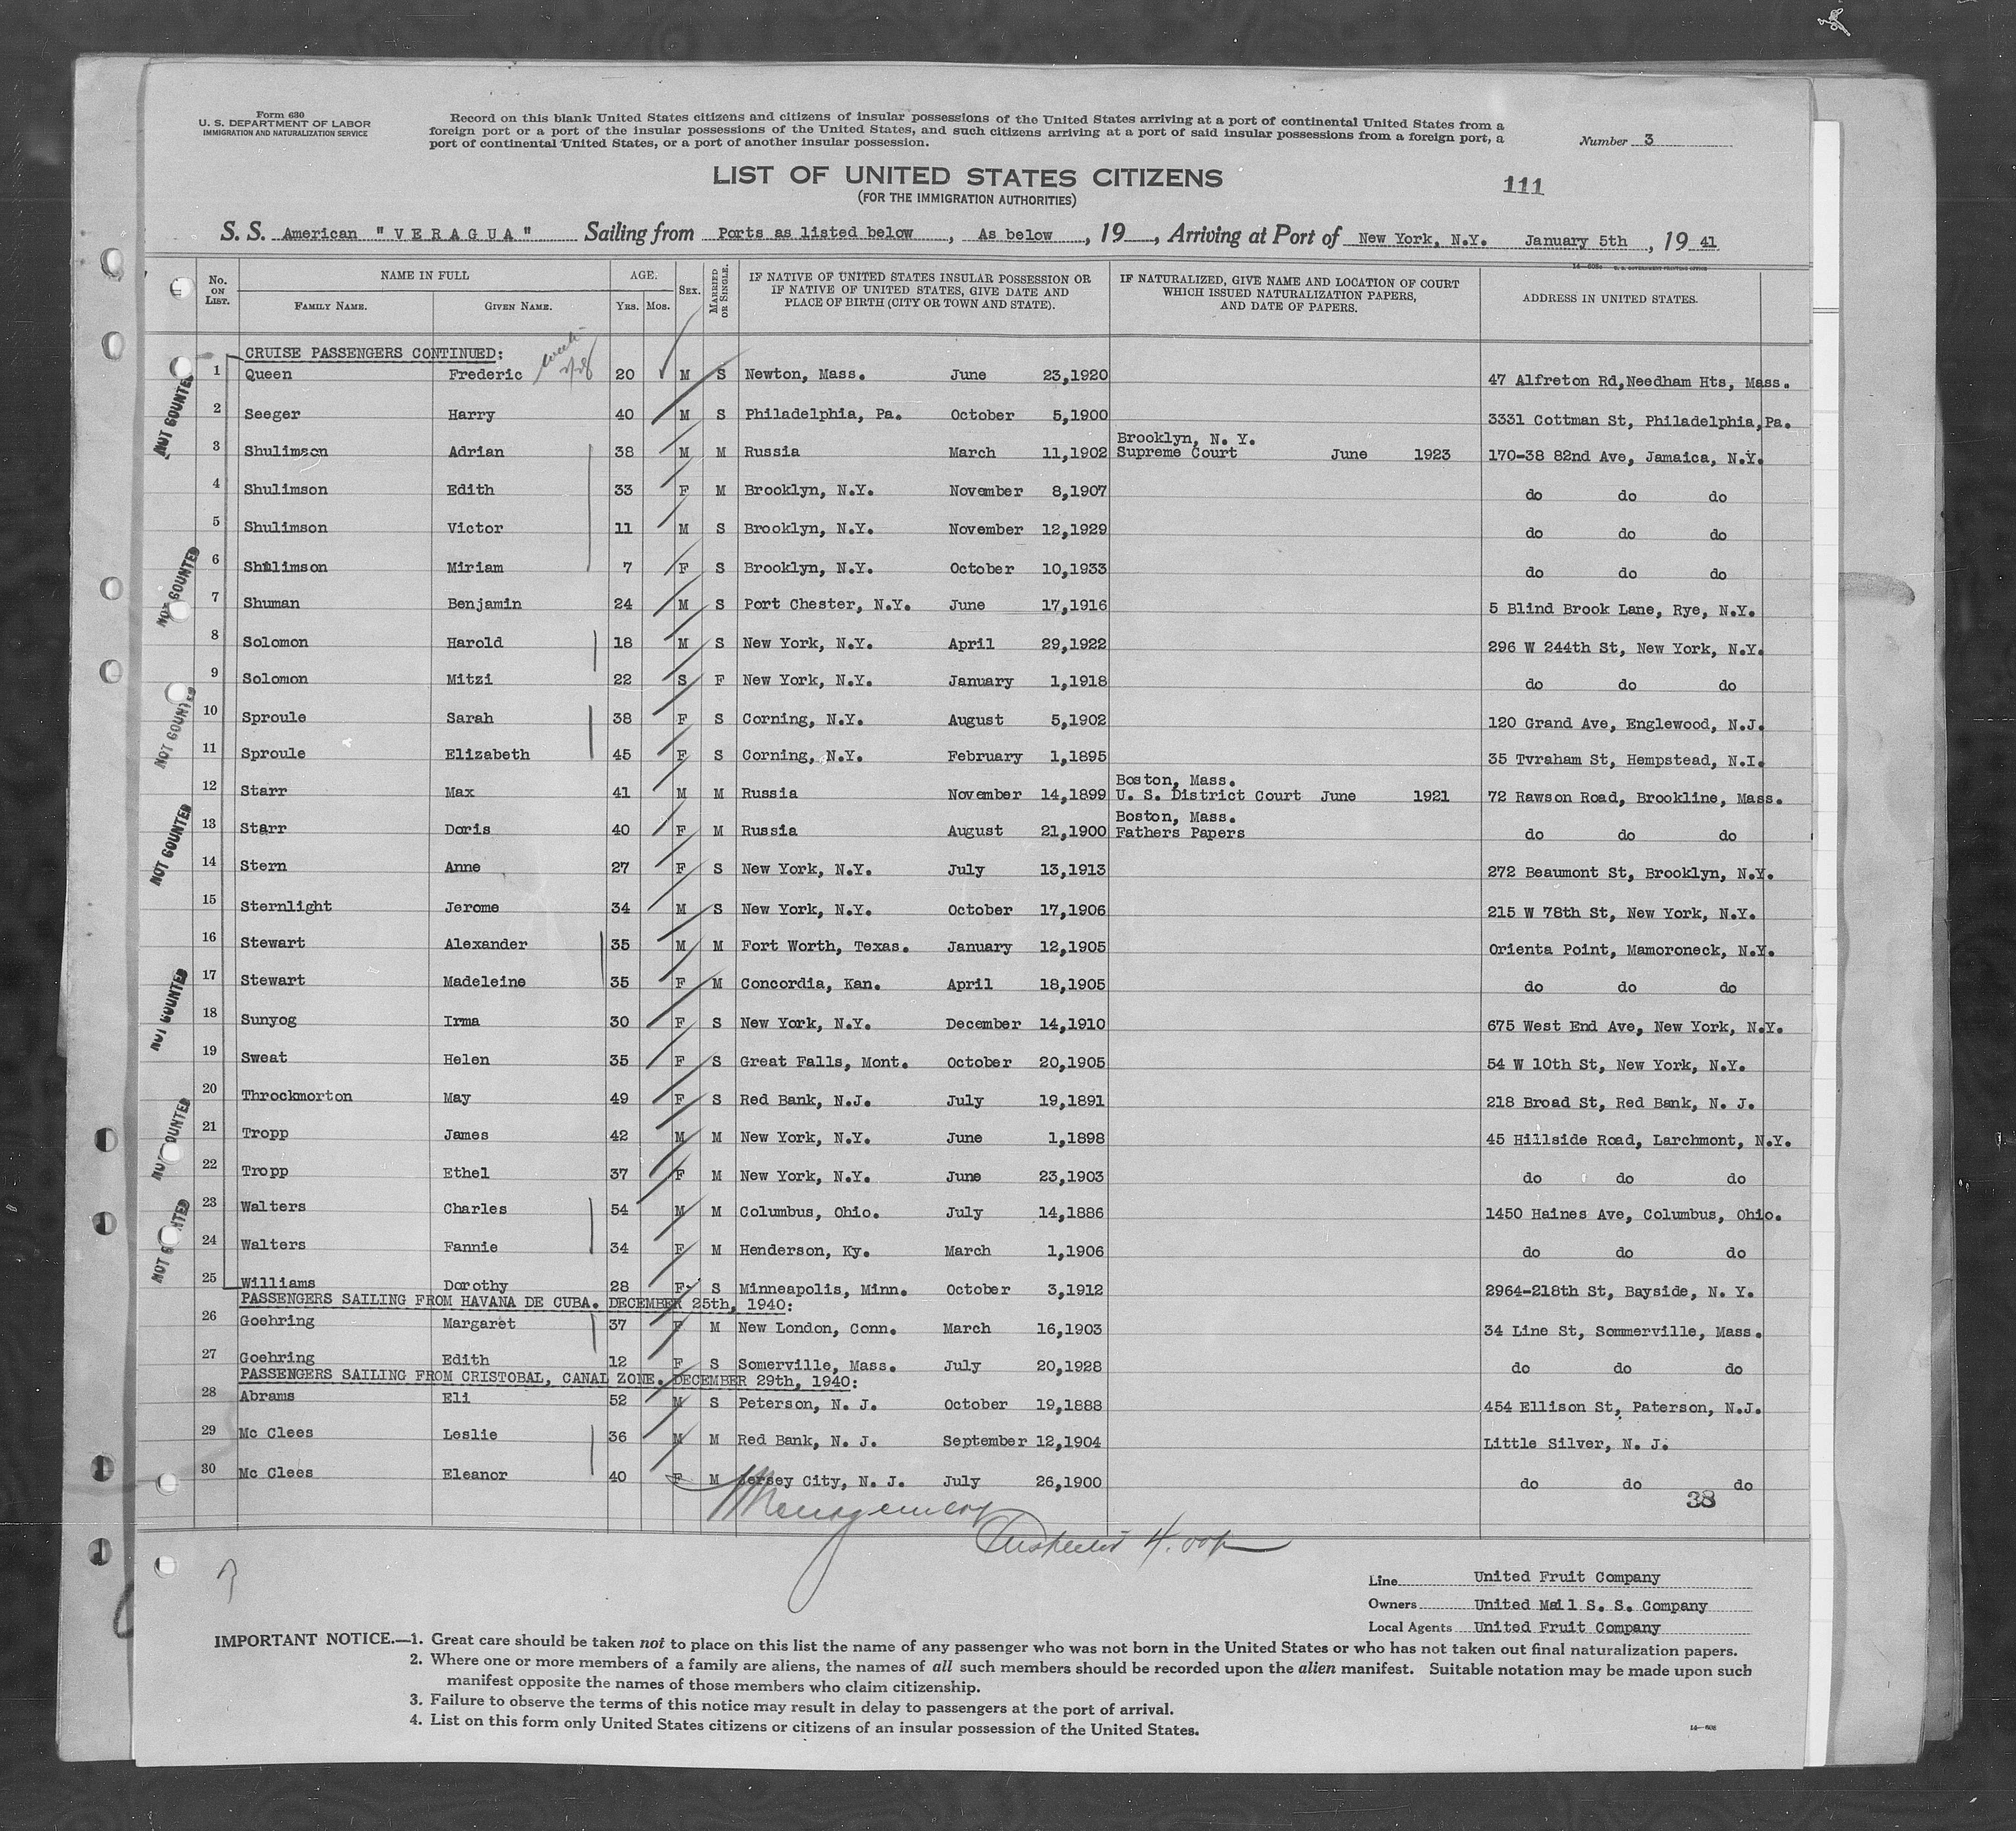 Form 630
U. S. DEPARTMENT OF LABOR
IMMIGRATION AND NATURALIZATION SERVICE
Record on this blank United States citizens and citizens of insular possessions of the United States arriving at a port of continental United States from a
foreign port or a port of the insular possessions of the United States, and such citizens arriving at a port of said insular possessions from a foreign port, a
port of continental United States, or a port of another insular possession.
Number 3
LIST OF UNITED STATES CITIZENS
(FOR THE IMMIGRATION AUTHORITIES)
111
S. S. American "VERAGUA" Sailing from Ports as listed below, As below, 19__, Arriving at Port of New York, N.Y. January 5th, 19 41
No. ON LIST. NAME IN FULL FAMILY NAME. GIVEN NAME. AGE. YRS. MOS. SEX. MARRIED OR SINGLE. IF NATIVE OF UNITED STATES INSULAR POSSESSION OR IF NATIVE OF UNITED STATES, GIVE DATE AND PLACE OF BIRTH (CITY OR TOWN AND STATE). IF NATURALIZED, GIVE NAME AND LOCATION OF COURT WHICH ISSUED NATURALIZATION PAPERS, AND DATE OF PAPERS. ADDRESS IN UNITED STATES.
CRUISE PASSENGERS CONTINUED:
1 Queen Frederic 20 M S Newton, Mass. June 23,1920 47 Alfreton Rd,Needham Hts, Mass.
2 Seeger Harry 40 M S Philadelphia, Pa. October 5,1900 3331 Cottman St, Philadelphia,Pa.
3 Shulimson Adrian 38 M M Russia March 11,1902 Brooklyn, N. Y. Supreme Court June 1923 170-38 82nd Ave, Jamaica, N.Y.
4 Shulimson Edith 33 F M Brooklyn, N.Y. November 8,1907 do do do
5 Shulimson Victor 11 M S Brooklyn, N.Y. November 12,1929 do do do
6 Shulimson Miriam 7 F S Brooklyn, N.Y. October 10,1933 do do do
7 Shuman Benjamin 24 M S Port Chester, N.Y. June 17,1916 5 Blind Brook Lane, Rye, N.Y.
8 Solomon Harold 18 M S New York, N.Y. April 29,1922 296 W 244th St, New York, N.Y.
9 Solomon Mitzi 22 S F New York, N.Y. January 1,1918 do do do
10 Sproule Sarah 38 F S Corning, N.Y. August 5,1902 120 Grand Ave, Englewood, N.J.
11 Sproule Elizabeth 45 F S Corning, N.Y. February 1,1895 35 Tvraham St, Hempstead, N.I.
12 Starr Max 41 M M Russia November 14,1899 Boston, Mass. U. S. District Court June 1921 72 Rawson Road, Brookline, Mass.
13 Starr Doris 40 F M Russia August 21,1900 Boston, Mass. Fathers Papers do do do
14 Stern Anne 27 F S New York, N.Y. July 13,1913 272 Beaumont St, Brooklyn, N.Y.
15 Sternlight Jerome 34 M S New York, N.Y. October 17,1906 215 W 78th St, New York, N.Y.
16 Stewart Alexander 35 M M Fort Worth, Texas. January 12,1905 Orienta Point, Mamoroneck, N.Y.
17 Stewart Madeleine 35 F M Concordia, Kan. April 18,1905 do do do
18 Sunyog Irma 30 F S New York, N.Y. December 14,1910 675 West End Ave, New York, N.Y.
19 Sweat Helen 35 F S Great Falls, Mont. October 20,1905 54 W 10th St, New York, N.Y.
20 Throckmorton May 49 F S Red Bank, N.J. July 19,1891 218 Broad St, Red Bank, N. J.
21 Tropp James 42 M M New York, N.Y. June 1,1898 45 Hillside Road, Larchmont, N.Y.
22 Tropp Ethel 37 F M New York, N.Y. June 23,1903 do do do
23 Walters Charles 54 M M Columbus, Ohio. July 14,1886 1450 Haines Ave, Columbus, Ohio.
24 Walters Fannie 34 F M Henderson, Ky. March 1,1906 do do do
25 Williams Dorothy 28 F S Minneapolis, Minn. October 3,1912 2964-218th St, Bayside, N. Y.
PASSENGERS SAILING FROM HAVANA DE CUBA. DECEMBER 25th, 1940:
26 Goehring Margaret 37 F M New London, Conn. March 16,1903 34 Line St, Sommerville, Mass.
27 Goehring Edith 12 F S Somerville, Mass. July 20,1928 do do do
PASSENGERS SAILING FROM CRISTOBAL, CANAL ZONE. DECEMBER 29th, 1940:
28 Abrams Eli 52 M S Peterson, N. J. October 19,1888 454 Ellison St, Paterson, N.J.
29 Mc Clees Leslie 36 M M Red Bank, N. J. September 12,1904 Little Silver, N. J.
30 Mc Clees Eleanor 40 F M Jersey City, N. J. July 26,1900 do do do
38
NOT COUNTED
NOT COUNTED
NOT COUNTED
NOT COUNTED
NOT COUNTED
NOT COUNTED
NOT COUNTED
Line United Fruit Company
Owners United Mail S. S. Company
Local Agents United Fruit Company
IMPORTANT NOTICE.—1. Great care should be taken not to place on this list the name of any passenger who was not born in the United States or who has not taken out final naturalization papers.
2. Where one or more members of a family are aliens, the names of all such members should be recorded upon the alien manifest. Suitable notation may be made upon such
manifest opposite the names of those members who claim citizenship.
3. Failure to observe the terms of this notice may result in delay to passengers at the port of arrival.
4. List on this form only United States citizens or citizens of an insular possession of the United States.